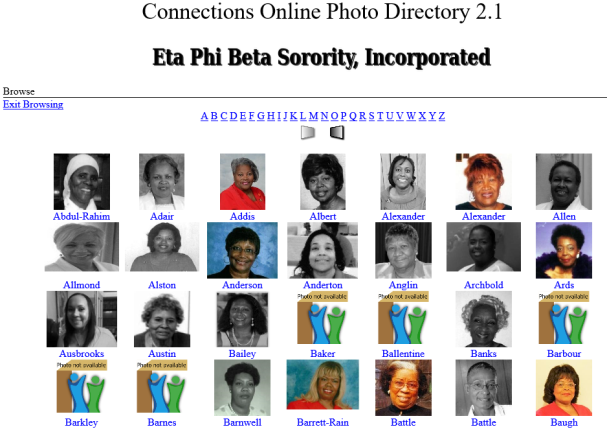 Connections Online Photo Directory 2.1
Eta Phi Beta Sorority, Incorporated
Browse
Exit Browsing
A B C D E F G H I J K L M N O P Q R S T U V W X Y Z
Abdul-Rahim Adair Addis Albert Alexander Alexander Allen
Allmond Alston Anderson Anderton Anglin Archbold Ards
Photo not available Photo not available Photo not available
Ausbrooks Austin Bailey Baker Ballentine Banks Barbour
Photo not available Photo not available
Barkley Barnes Barnwell Barrett-Rain Battle Battle Baugh